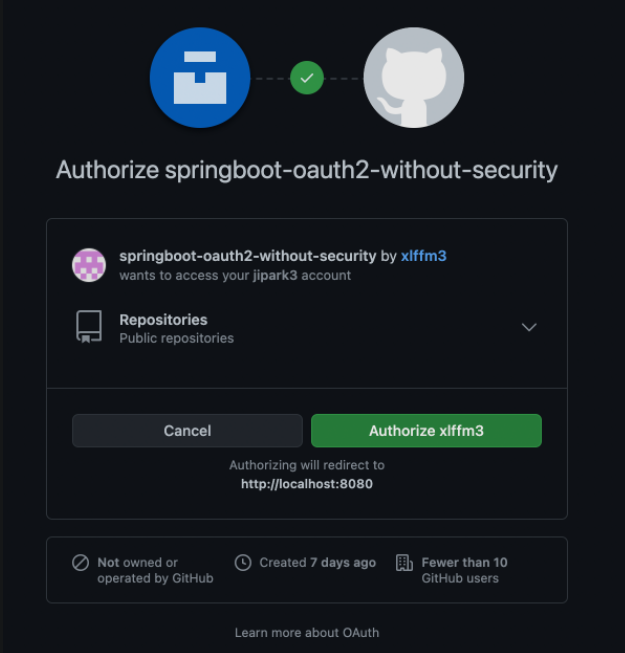 Authorize springboot-oauth2-without-security
springboot-oauth2-without-security by xlffm3
wants to access your jipark3 account
Repositories
Public repositories
Cancel
Authorize xlffm3
Authorizing will redirect to
http://localhost:8080
Not owned or
operated by GitHub
Created 7 days ago
Fewer than 10
GitHub users
Learn more about OAuth